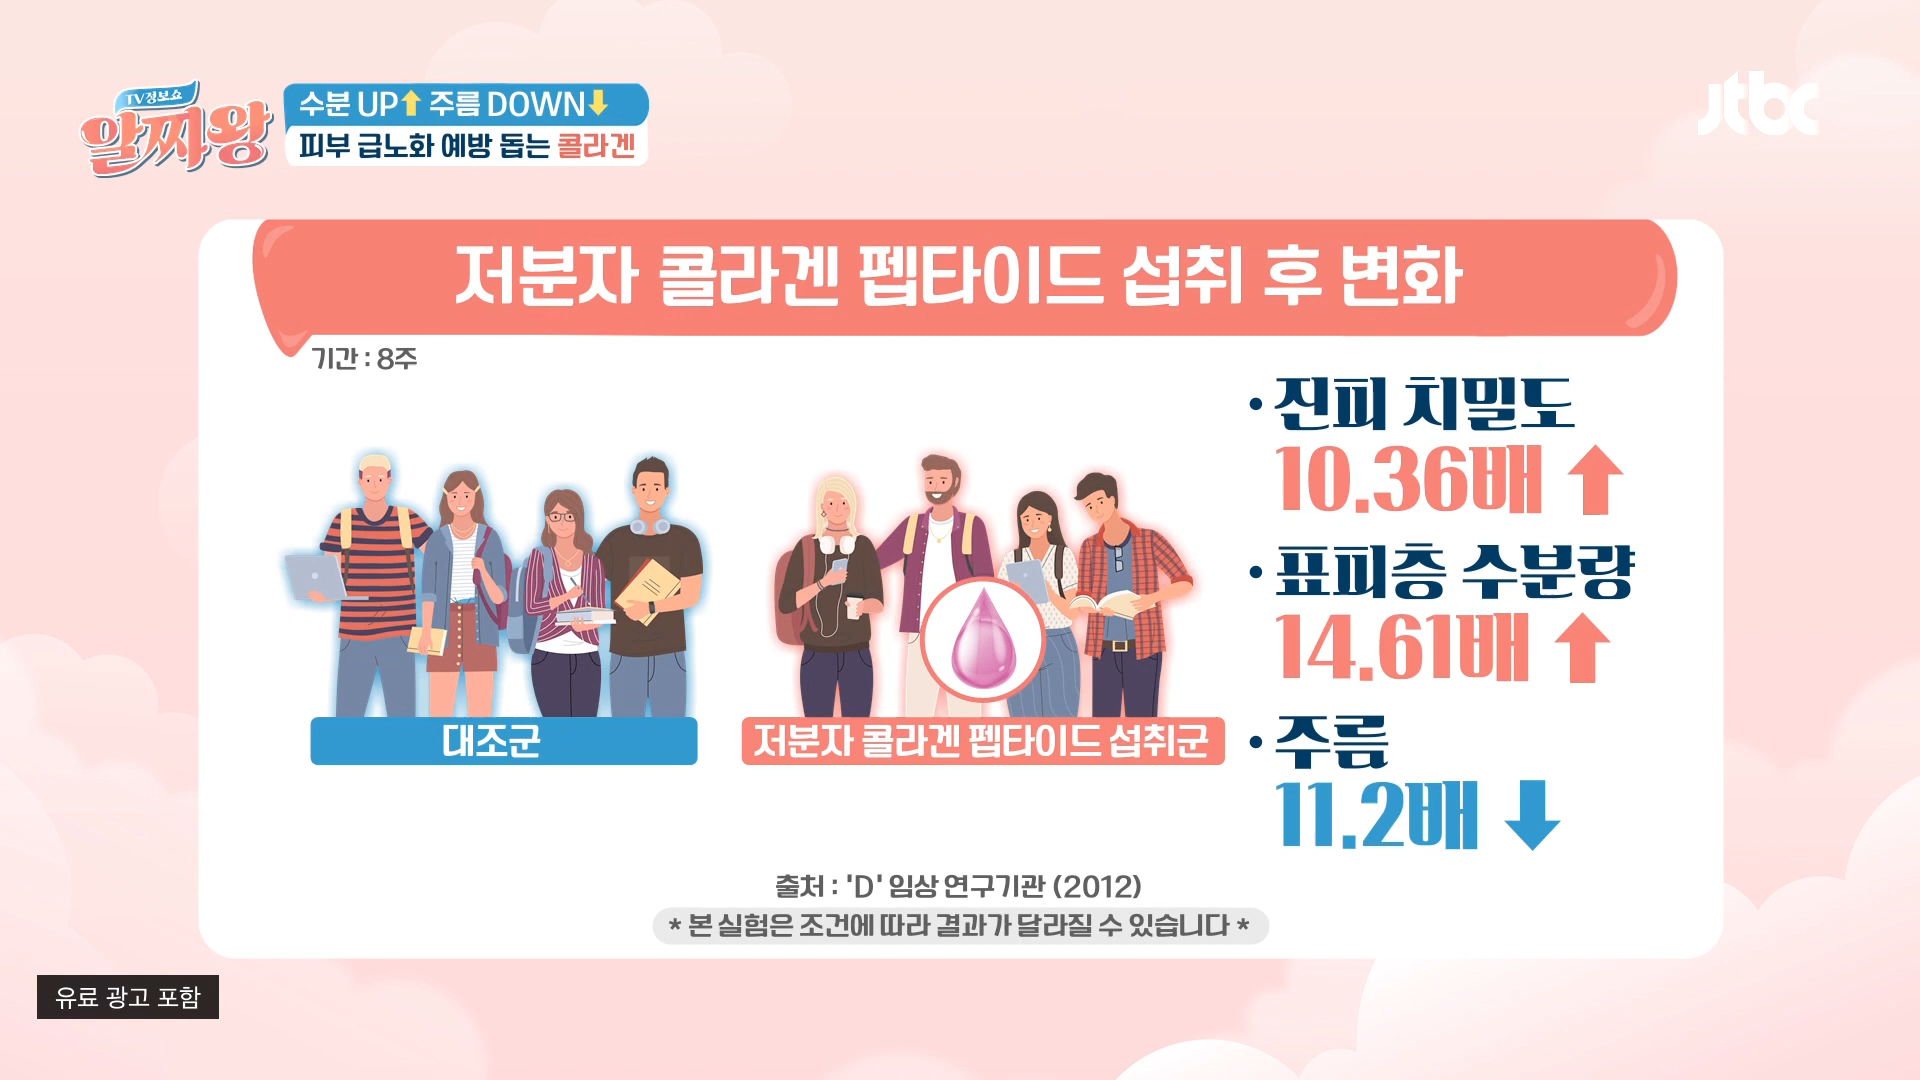 TV정보쇼
알짜왕
수분 UP⬆ 주름 DOWN⬇
피부 급노화 예방 돕는 콜라겐
jtbc
저분자 콜라겐 펩타이드 섭취 후 변화
기간 : 8주
• 진피 치밀도
10.36배 ⬆
• 표피층 수분량
14.61배 ⬆
• 주름
11.2배 ⬇
대조군
저분자 콜라겐 펩타이드 섭취군
출처 : 'D' 임상 연구기관 (2012)
* 본 실험은 조건에 따라 결과가 달라질 수 있습니다 *
유료 광고 포함